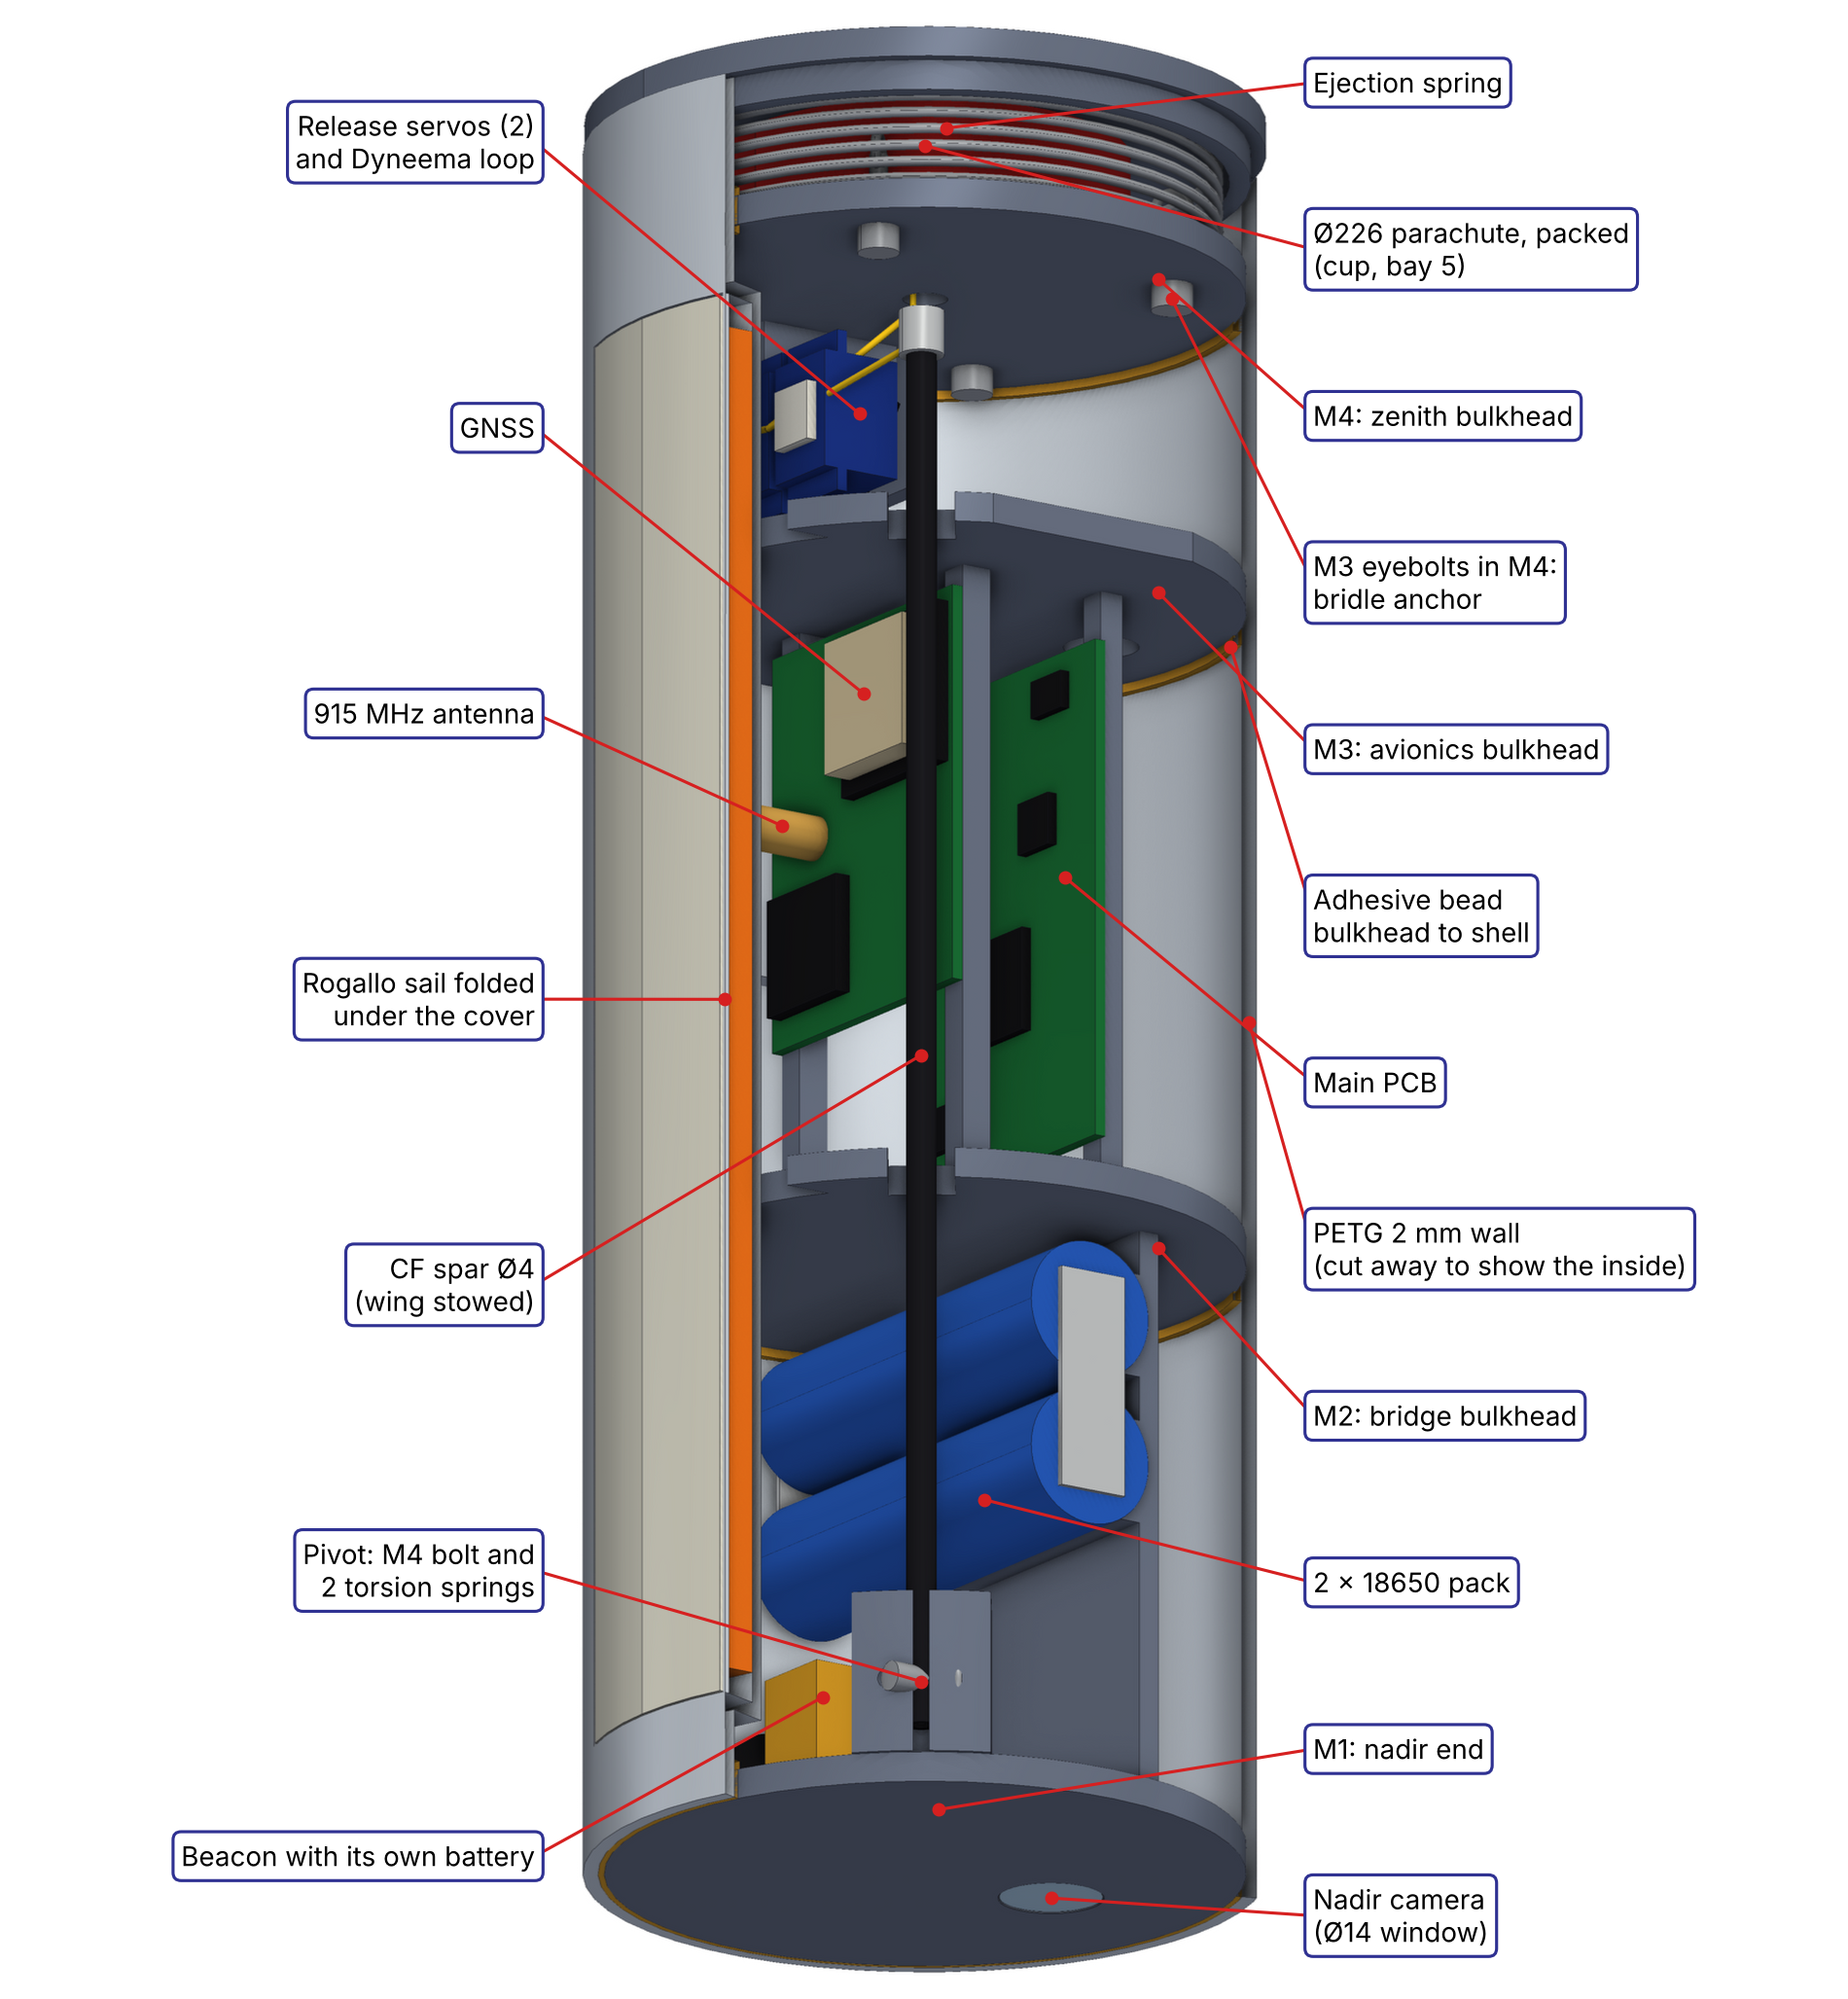 Release servos (2)
and Dyneema loop
GNSS
915 MHz antenna
Rogallo sail folded
under the cover
CF spar Ø4
(wing stowed)
Pivot: M4 bolt and
2 torsion springs
Beacon with its own battery
Ejection spring
Ø226 parachute, packed
(cup, bay 5)
M4: zenith bulkhead
M3 eyebolts in M4:
bridle anchor
M3: avionics bulkhead
Adhesive bead
bulkhead to shell
Main PCB
PETG 2 mm wall
(cut away to show the inside)
M2: bridge bulkhead
2 × 18650 pack
M1: nadir end
Nadir camera
(Ø14 window)